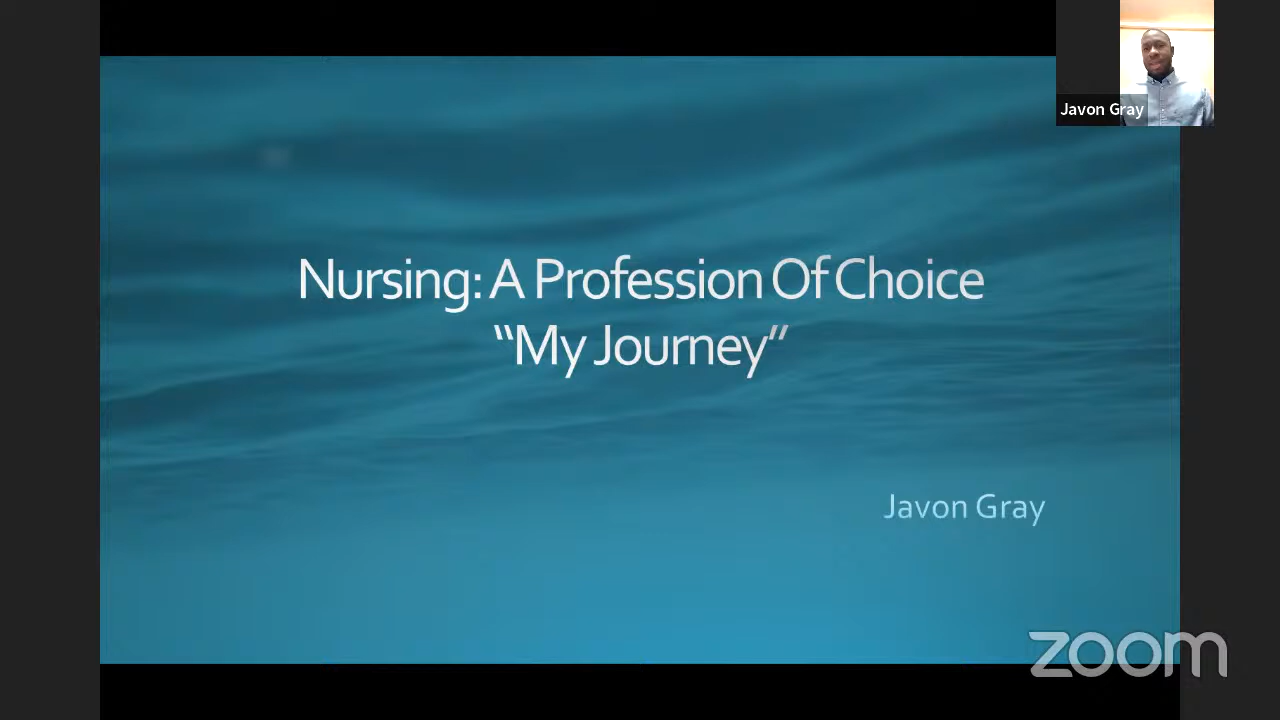 Javon Gray
Nursing: A Profession Of Choice
“My Journey”
Javon Gray
zoom